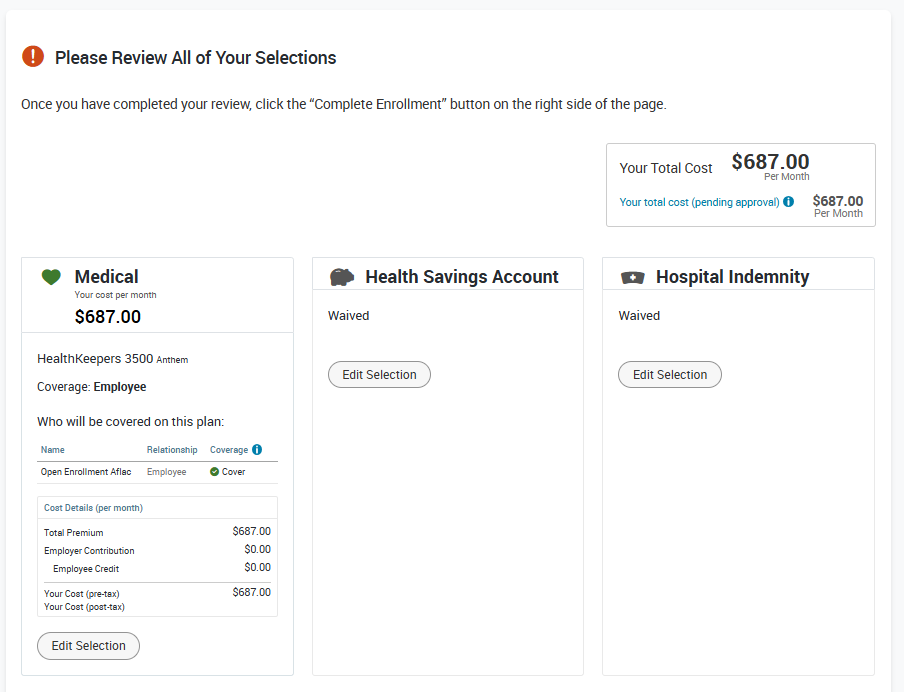 Please Review All of Your Selections
Once you have completed your review, click the “Complete Enrollment” button on the right side of the page.
Your Total Cost $687.00
Per Month
Your total cost (pending approval) $687.00
Per Month
Medical
Your cost per month
$687.00
HealthKeepers 3500 Anthem
Coverage: Employee
Who will be covered on this plan:
Name Relationship Coverage
Open Enrollment Aflac Employee Cover
Cost Details (per month)
Total Premium $687.00
Employer Contribution $0.00
Employee Credit $0.00
Your Cost (pre-tax) $687.00
Your Cost (post-tax)
Edit Selection
Health Savings Account
Waived
Edit Selection
Hospital Indemnity
Waived
Edit Selection